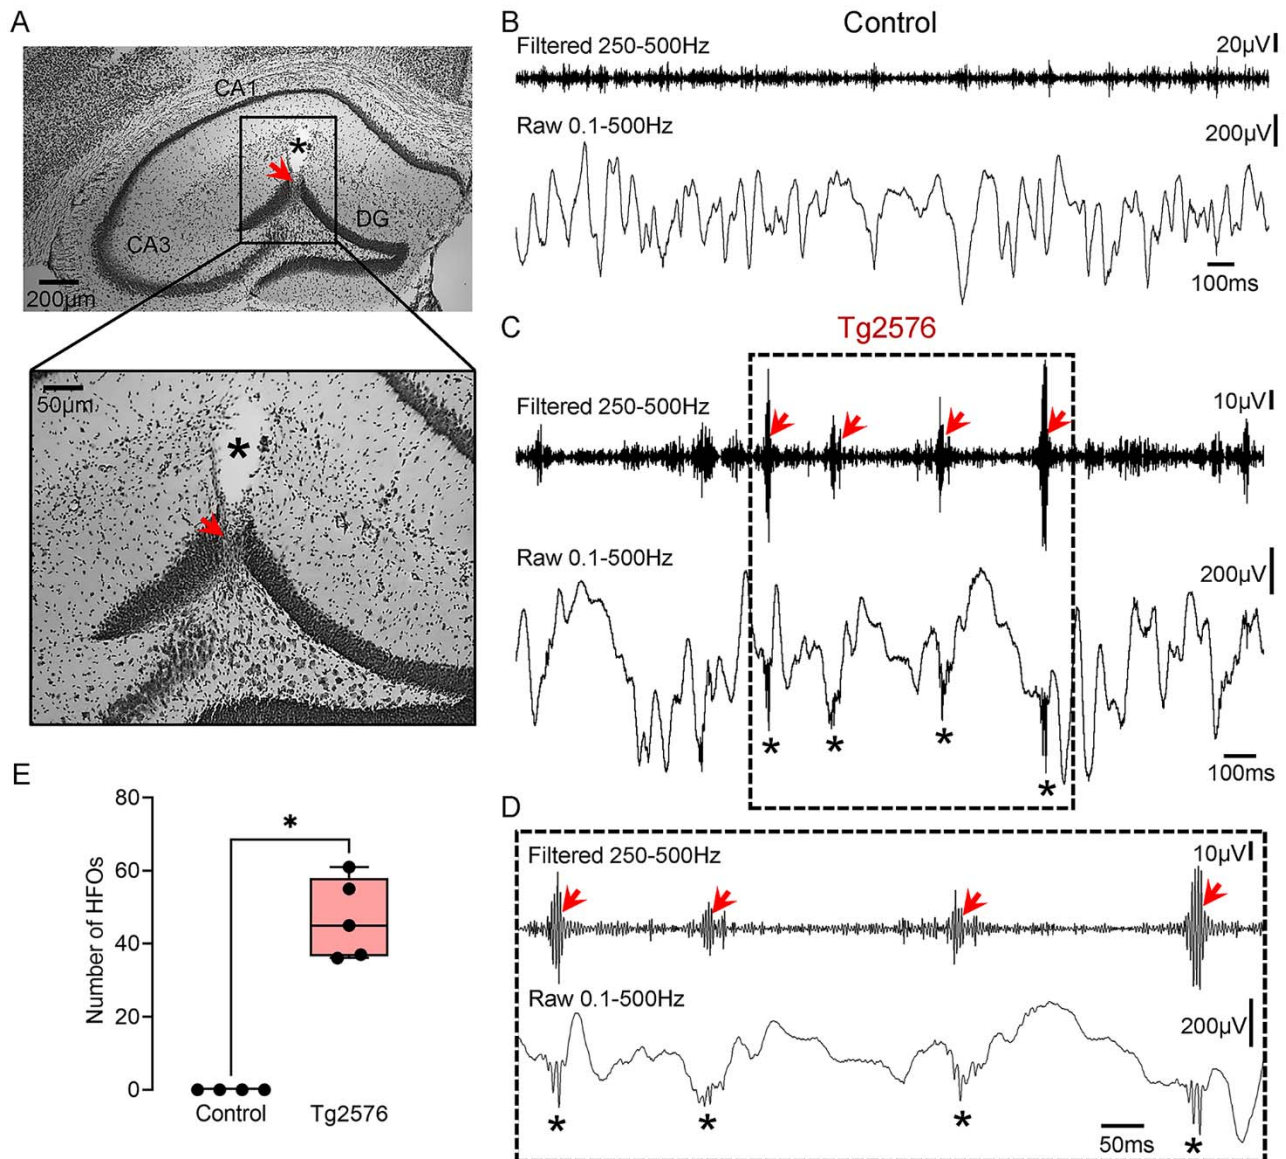 A
CA1
*
DG
CA3
200µm
50µm
*
B
Control
Filtered 250-500Hz
20µV
Raw 0.1-500Hz
200µV
100ms
C
Tg2576
Filtered 250-500Hz
10µV
Raw 0.1-500Hz
200µV
* * * *
100ms
D
Filtered 250-500Hz
10µV
Raw 0.1-500Hz
200µV
* * * *
50ms
E
Number of HFOs
80
60
40
20
0
*
Control
Tg2576